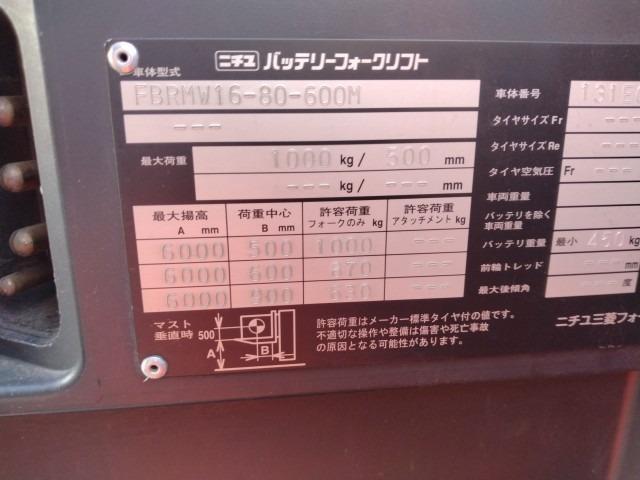 ニチユ バッテリーフォークリフト
車体型式
FBRMW16-80-600M
---
最大荷重 1000 kg / 500 mm
--- kg / --- mm
最大揚高 A mm 荷重中心 B mm 許容荷重 フォークのみ kg 許容荷重 アタッチメント kg
6000 500 1000 ---
6000 600 870 ---
6000 ---
マスト垂直時 500
A
B
許容荷重はメーカー標準タイヤ付の値です。
不適切な操作や整備は傷害や死亡事故
の原因となる可能性があります。
車体番号 131E
タイヤサイズ Fr ---
タイヤサイズ Re ---
タイヤ空気圧 Fr ---
車両重量
バッテリを除く
車両重量
バッテリ重量 最小 450 kg
前輪トレッド --- mm
最大後傾角 --- 度
ニチユ三菱フォー